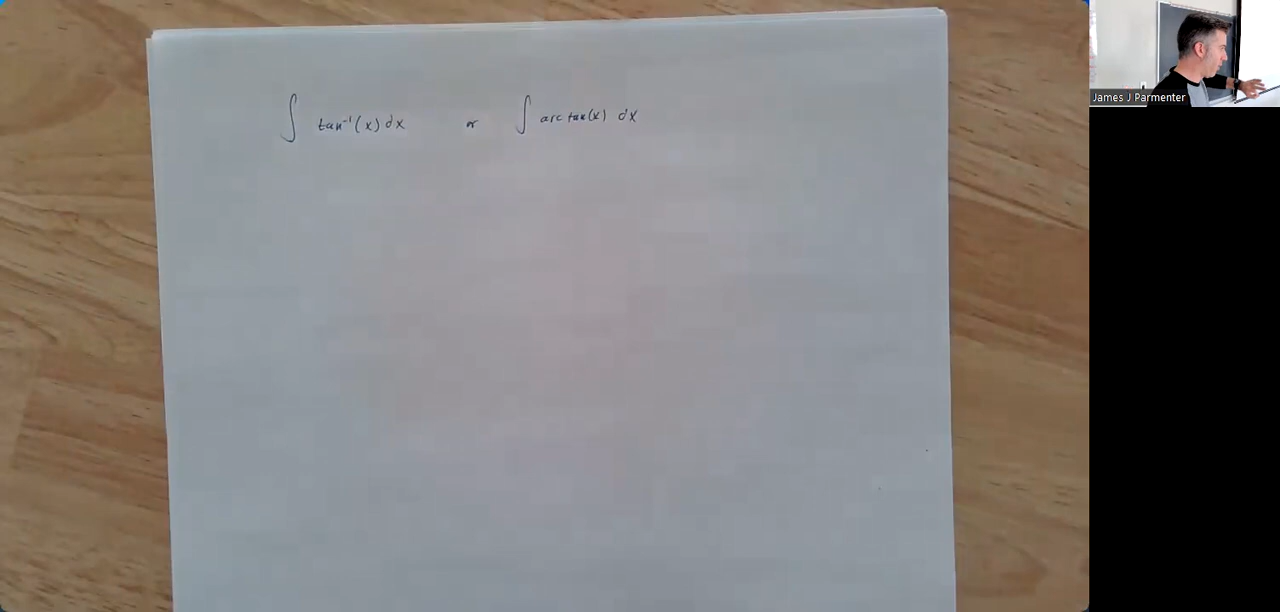 ∫ tan⁻¹(x) dx or ∫ arctan(x) dx
James J Parmenter